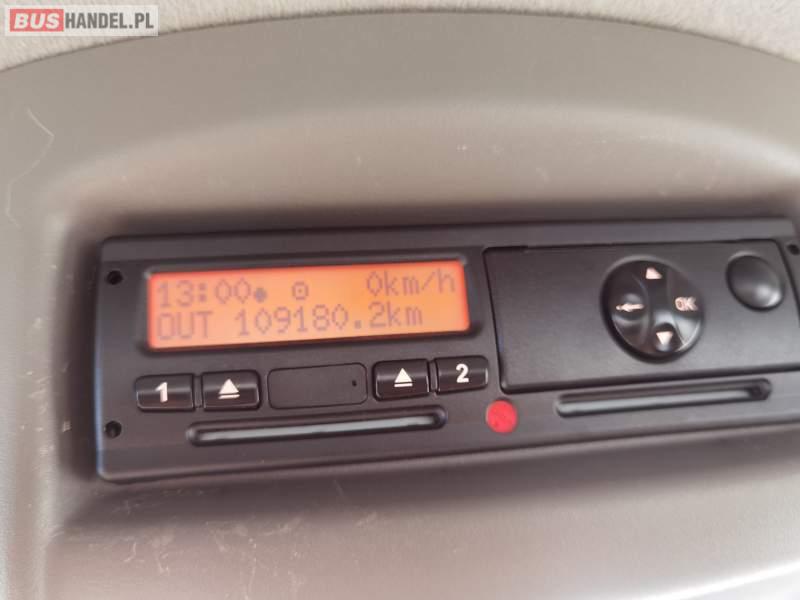 BUSHANDEL.PL
13:00● ⊙ 0km/h
OUT 109180.2km
1 2
OK